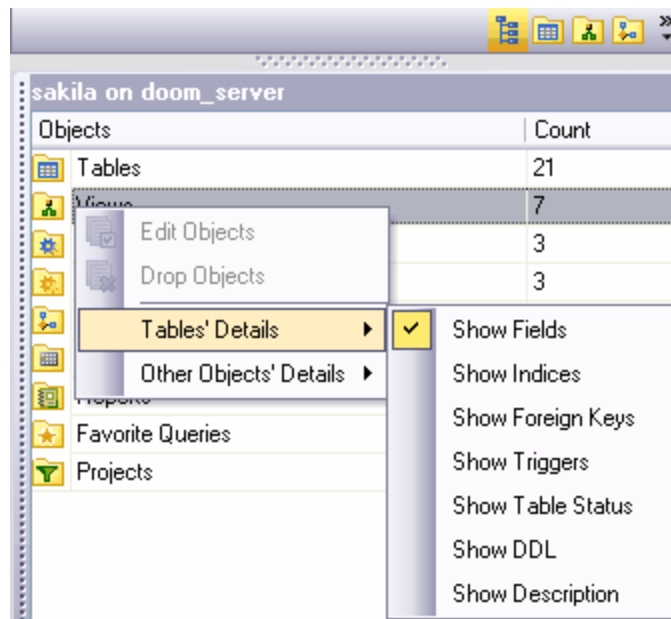 sakila on doom_server
Objects Count
Tables 21
Views 7
Edit Objects
3
Drop Objects
3
Tables' Details Show Fields
Other Objects' Details Show Indices
Reports Show Foreign Keys
Favorite Queries Show Triggers
Projects Show Table Status
Show DDL
Show Description